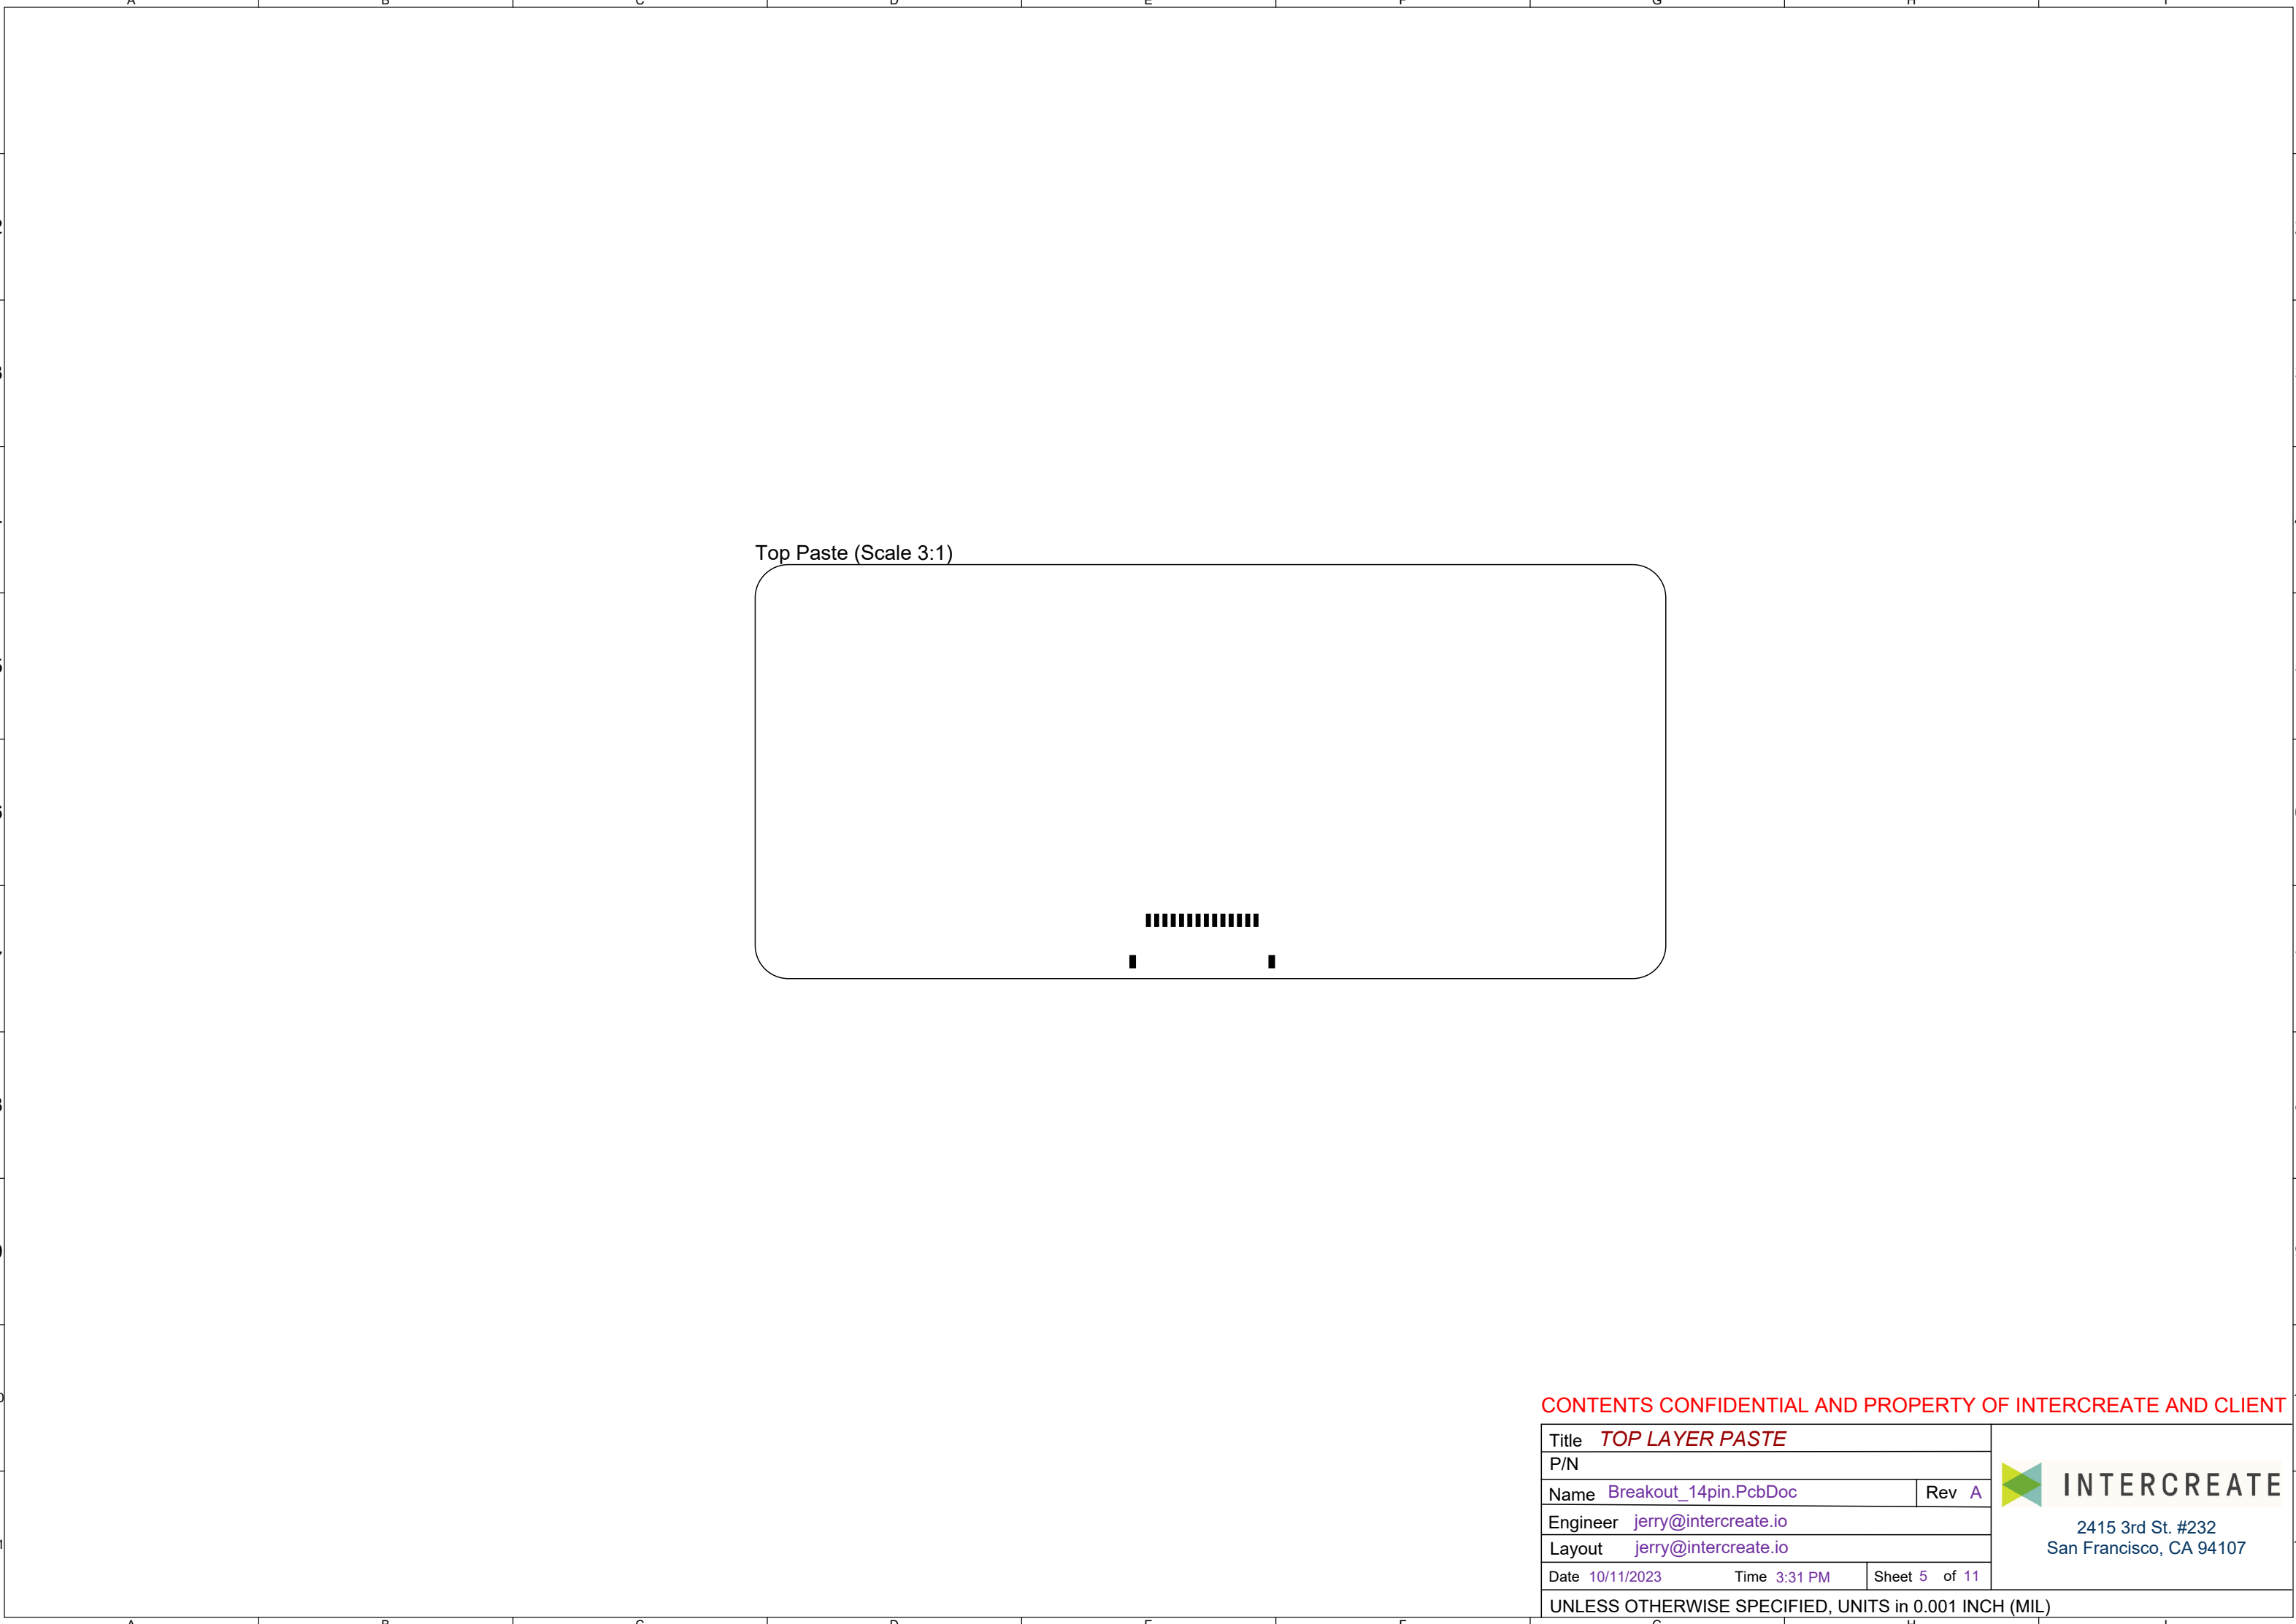 A B C D E F G H I
Top Paste (Scale 3:1)
CONTENTS CONFIDENTIAL AND PROPERTY OF INTERCREATE AND CLIENT
Title TOP LAYER PASTE
P/N
Name Breakout_14pin.PcbDoc Rev A
Engineer jerry@intercreate.io
Layout jerry@intercreate.io
Date 10/11/2023 Time 3:31 PM Sheet 5 of 11
UNLESS OTHERWISE SPECIFIED, UNITS in 0.001 INCH (MIL)
INTERCREATE
2415 3rd St. #232
San Francisco, CA 94107